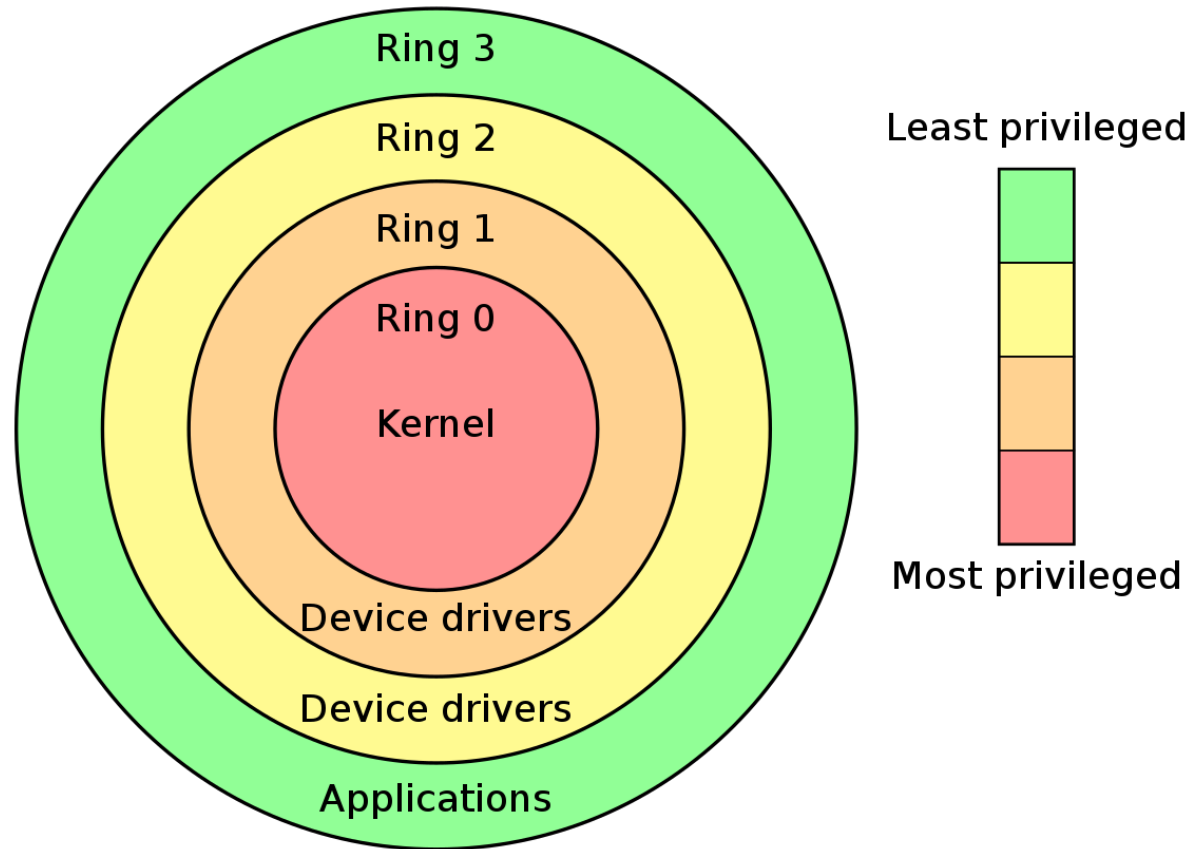 Ring 3
Ring 2
Ring 1
Ring 0
Kernel
Device drivers
Device drivers
Applications
Least privileged
Most privileged